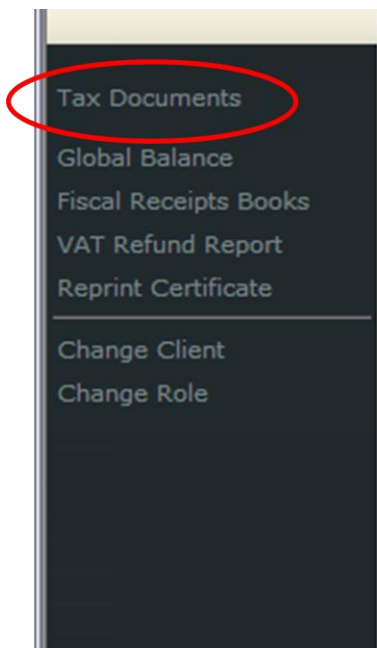 Tax Documents
Global Balance
Fiscal Receipts Books
VAT Refund Report
Reprint Certificate
Change Client
Change Role